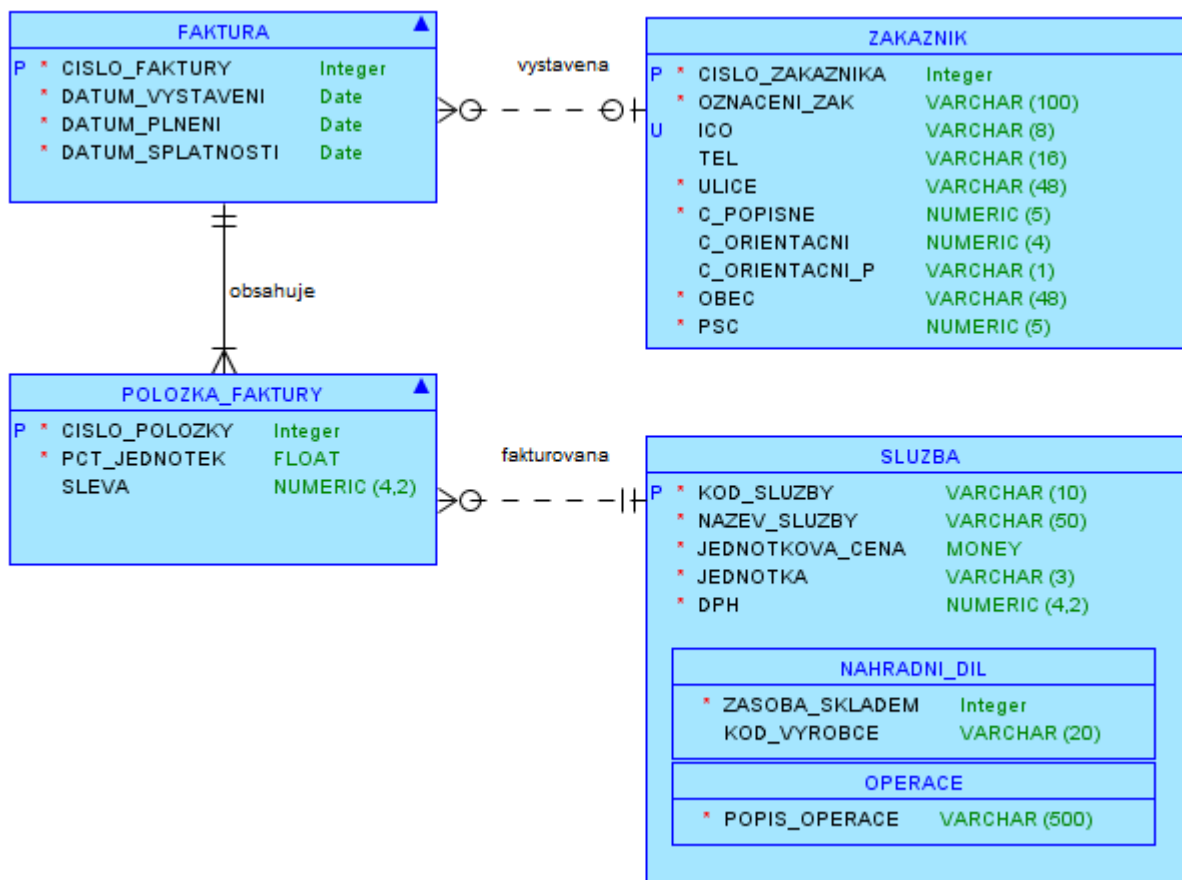 FAKTURA
P * CISLO_FAKTURY Integer
* DATUM_VYSTAVENI Date
* DATUM_PLNENI Date
* DATUM_SPLATNOSTI Date
vystavena
ZAKAZNIK
P * CISLO_ZAKAZNIKA Integer
* OZNACENI_ZAK VARCHAR (100)
U ICO VARCHAR (8)
TEL VARCHAR (16)
* ULICE VARCHAR (48)
* C_POPISNE NUMERIC (5)
C_ORIENTACNI NUMERIC (4)
C_ORIENTACNI_P VARCHAR (1)
* OBEC VARCHAR (48)
* PSC NUMERIC (5)
obsahuje
POLOZKA_FAKTURY
P * CISLO_POLOZKY Integer
* PCT_JEDNOTEK FLOAT
SLEVA NUMERIC (4,2)
fakturovana
SLUZBA
P * KOD_SLUZBY VARCHAR (10)
* NAZEV_SLUZBY VARCHAR (50)
* JEDNOTKOVA_CENA MONEY
* JEDNOTKA VARCHAR (3)
* DPH NUMERIC (4,2)
NAHRADNI_DIL
* ZASOBA_SKLADEM Integer
KOD_VYROBCE VARCHAR (20)
OPERACE
* POPIS_OPERACE VARCHAR (500)